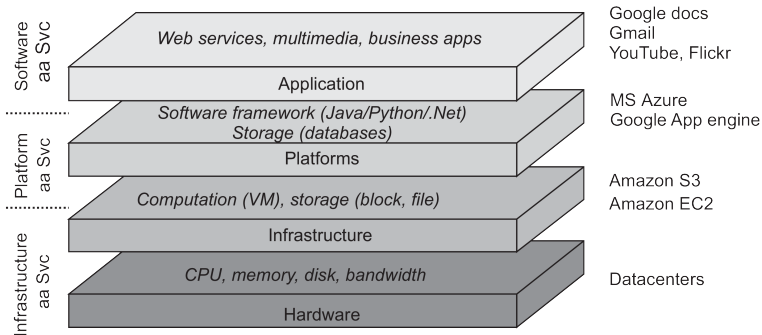 Software
aa Svc
Web services, multimedia, business apps
Application
Google docs
Gmail
YouTube, Flickr
Platform
aa Svc
Software framework (Java/Python/.Net)
Storage (databases)
Platforms
MS Azure
Google App engine
Infrastructure
aa Svc
Computation (VM), storage (block, file)
Infrastructure
Amazon S3
Amazon EC2
CPU, memory, disk, bandwidth
Hardware
Datacenters